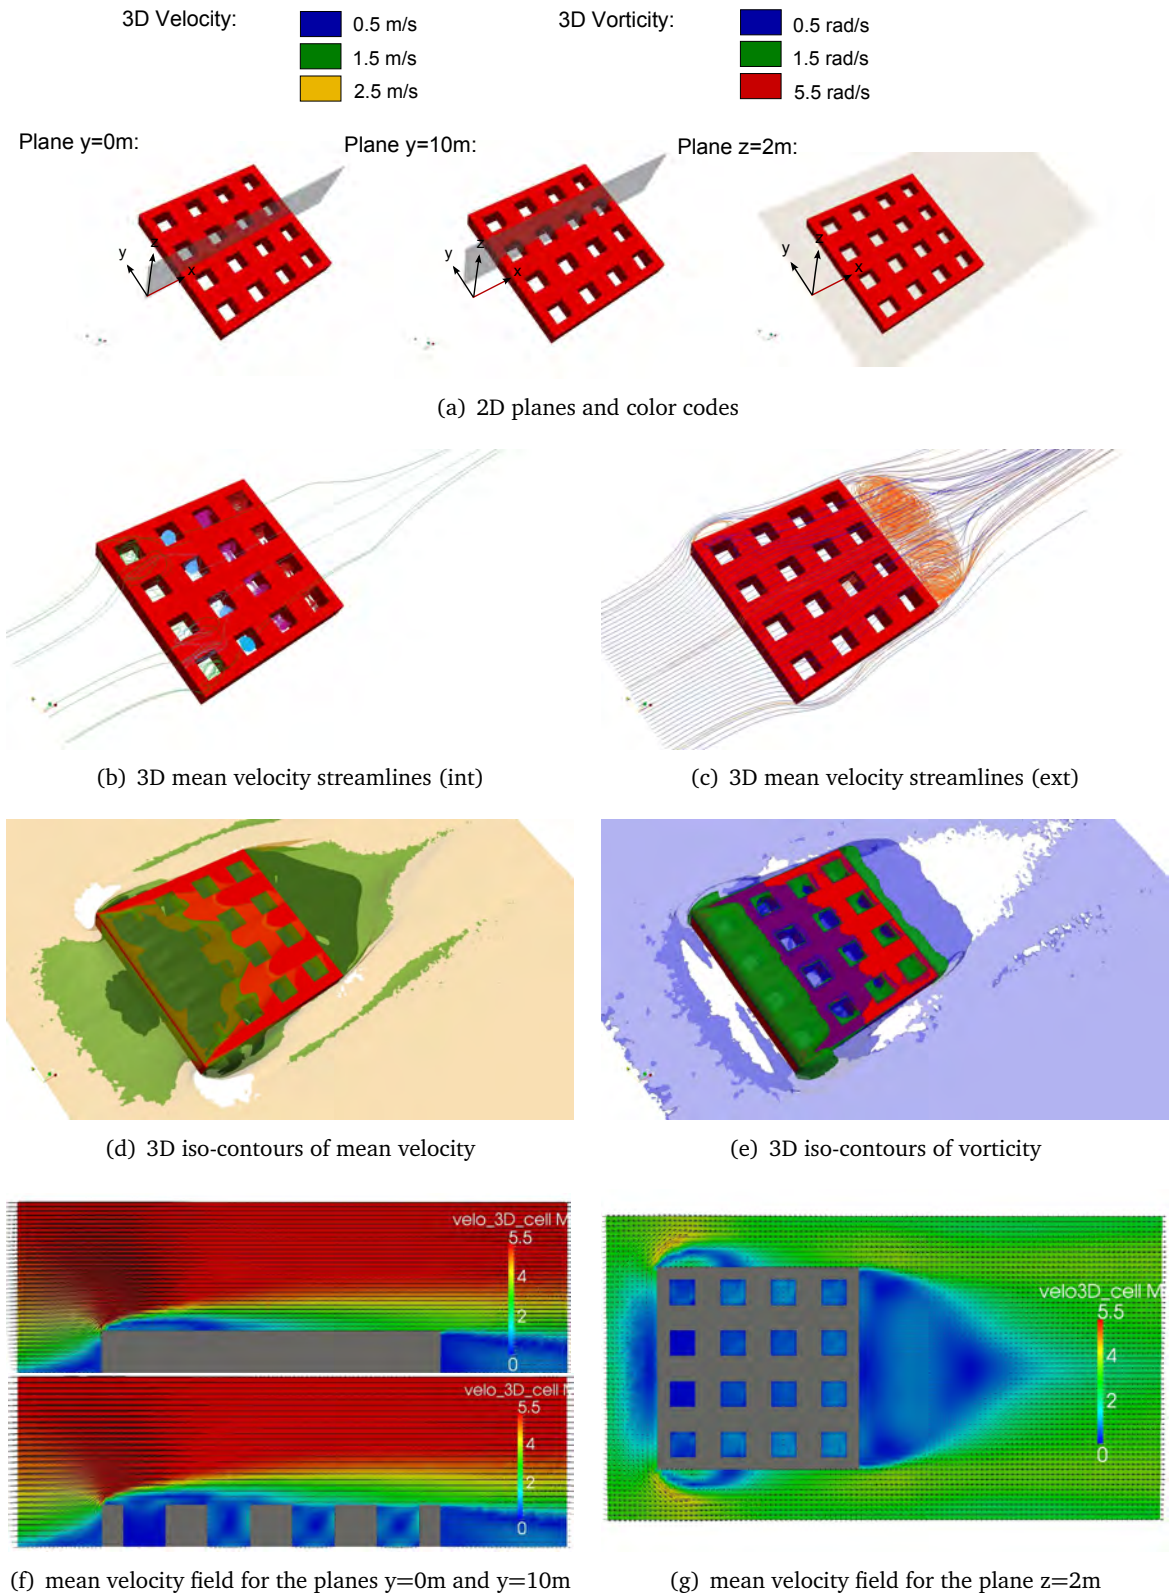 3D Velocity:
0.5 m/s
1.5 m/s
2.5 m/s
3D Vorticity:
0.5 rad/s
1.5 rad/s
5.5 rad/s
Plane y=0m:
Plane y=10m:
Plane z=2m:
y z x
y z x
y z x
(a) 2D planes and color codes
(b) 3D mean velocity streamlines (int)
(c) 3D mean velocity streamlines (ext)
(d) 3D iso-contours of mean velocity
(e) 3D iso-contours of vorticity
velo_3D_cell M
5.5
4
2
0
velo_3D_cell M
5.5
4
2
0
velo3D_cell M
5.5
4
2
0
(f) mean velocity field for the planes y=0m and y=10m
(g) mean velocity field for the plane z=2m